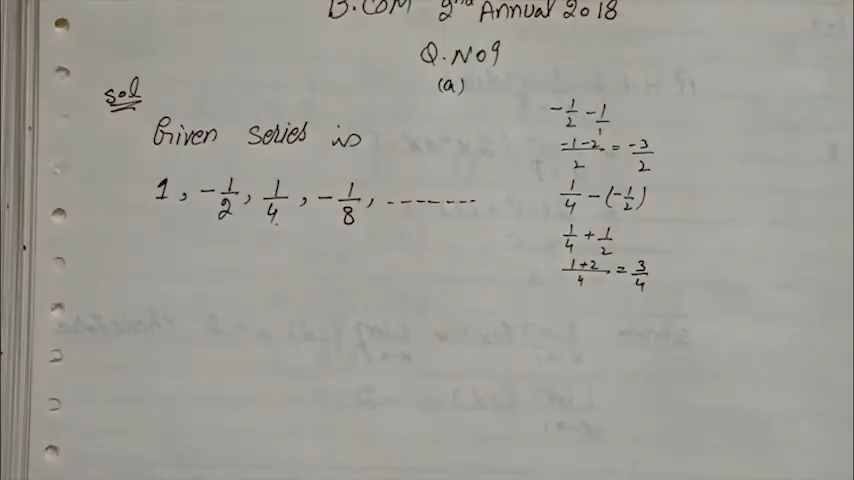 B.COM 2nd Annual 2018
Q.No 9
(a)
Sol
Given series is
1, -1/2, 1/4, -1/8, --------
-1/2 - 1/1
-1-2/2 = -3/2
1/4 - (-1/2)
1/4 + 1/2
1+2/4 = 3/4